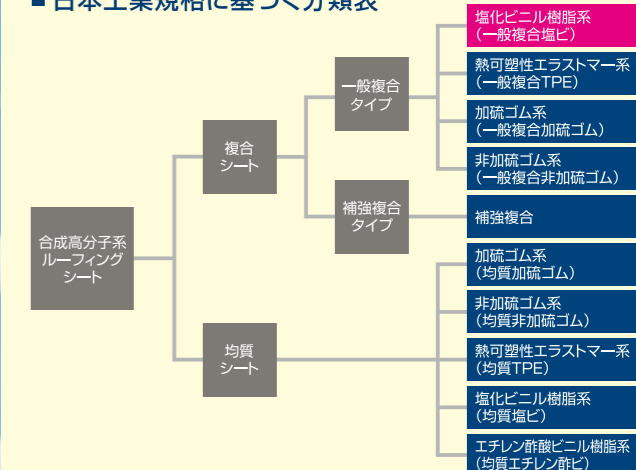 ■日本工業規格に基づく分類表
合成高分子系
ルーフィング
シート
複合
シート
均質
シート
一般複合
タイプ
補強複合
タイプ
塩化ビニル樹脂系
(一般複合塩ビ)
熱可塑性エラストマー系
(一般複合TPE)
加硫ゴム系
(一般複合加硫ゴム)
非加硫ゴム系
(一般複合非加硫ゴム)
補強複合
加硫ゴム系
(均質加硫ゴム)
非加硫ゴム系
(均質非加硫ゴム)
熱可塑性エラストマー系
(均質TPE)
塩化ビニル樹脂系
(均質塩ビ)
エチレン酢酸ビニル樹脂系
(均質エチレン酢ビ)